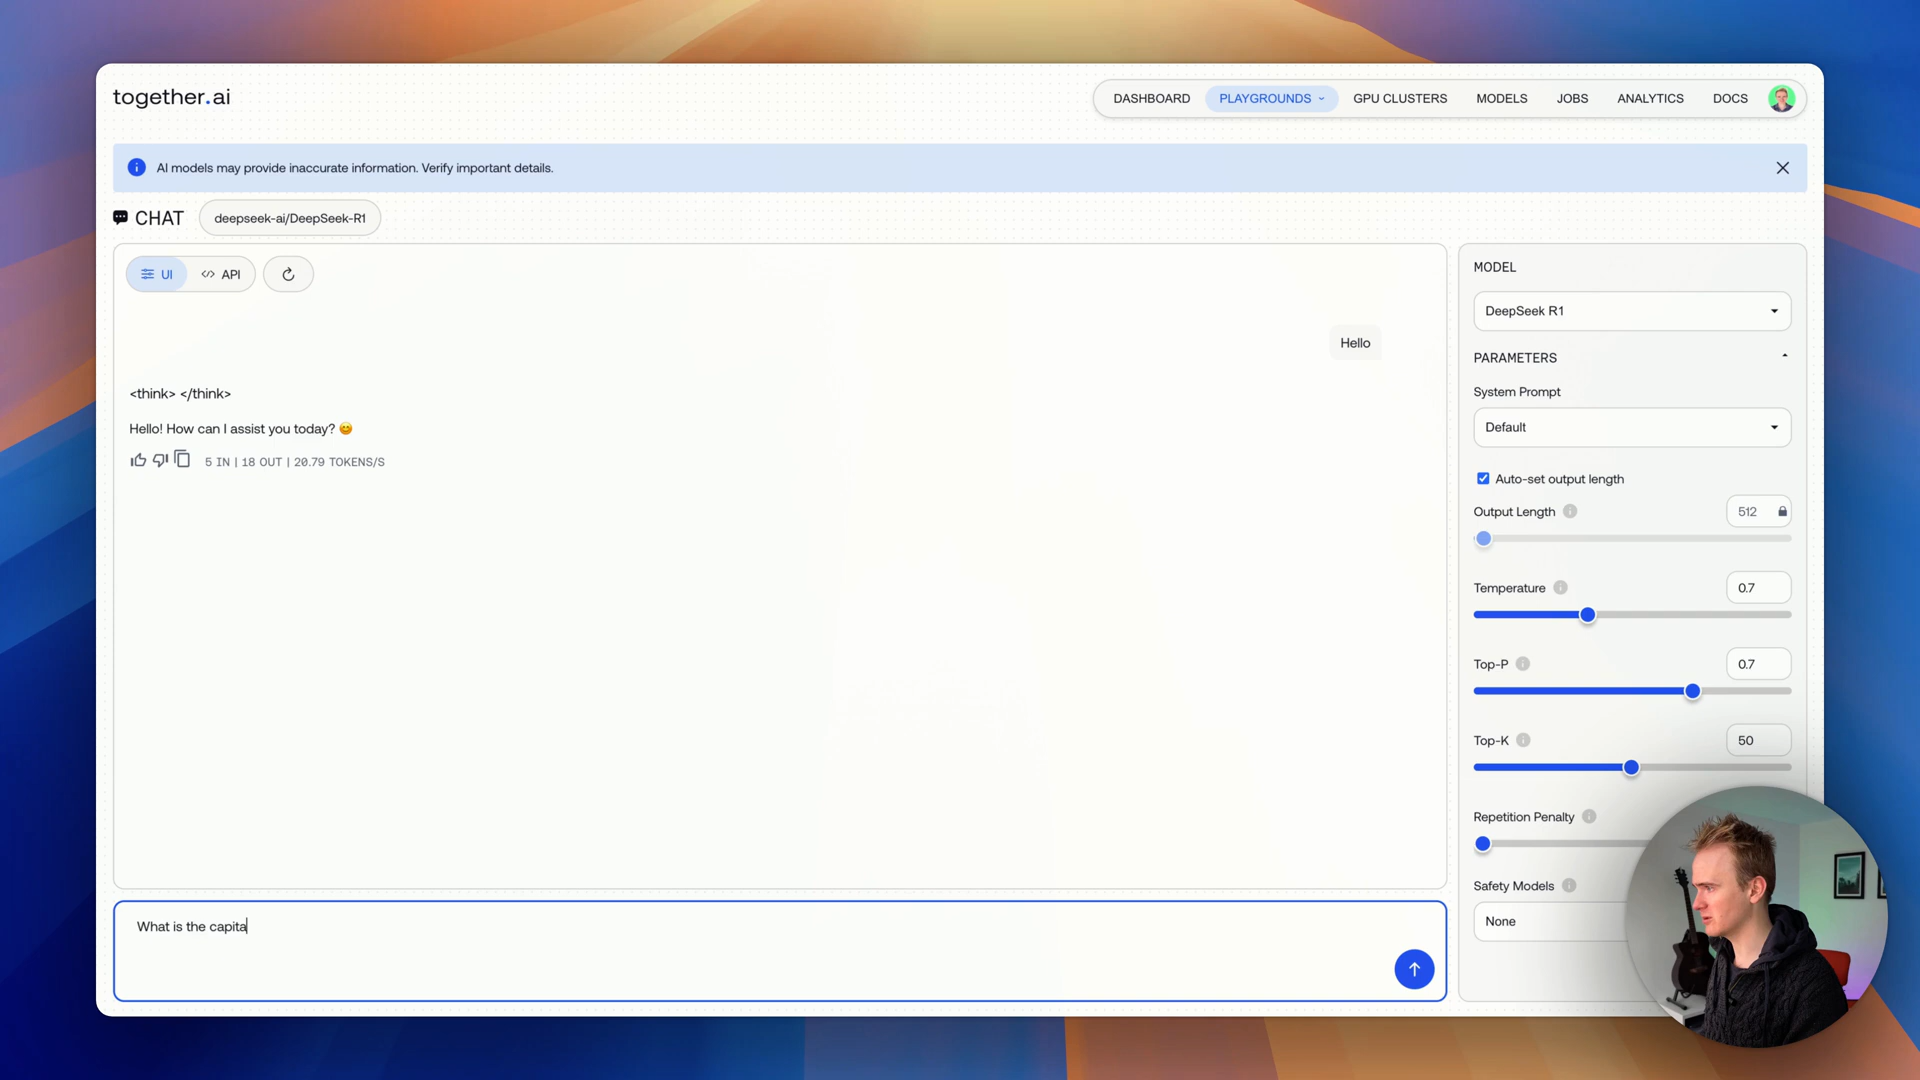 together.ai
DASHBOARD PLAYGROUNDS GPU CLUSTERS MODELS JOBS ANALYTICS DOCS
AI models may provide inaccurate information. Verify important details.
CHAT deepseek-ai/DeepSeek-R1
UI API
Hello
<think> </think>
Hello! How can I assist you today? 😊
5 IN | 18 OUT | 20.79 TOKENS/S
What is the capita
MODEL
DeepSeek R1
PARAMETERS
System Prompt
Default
Auto-set output length
Output Length 512
Temperature 0.7
Top-P 0.7
Top-K 50
Repetition Penalty
Safety Models
None